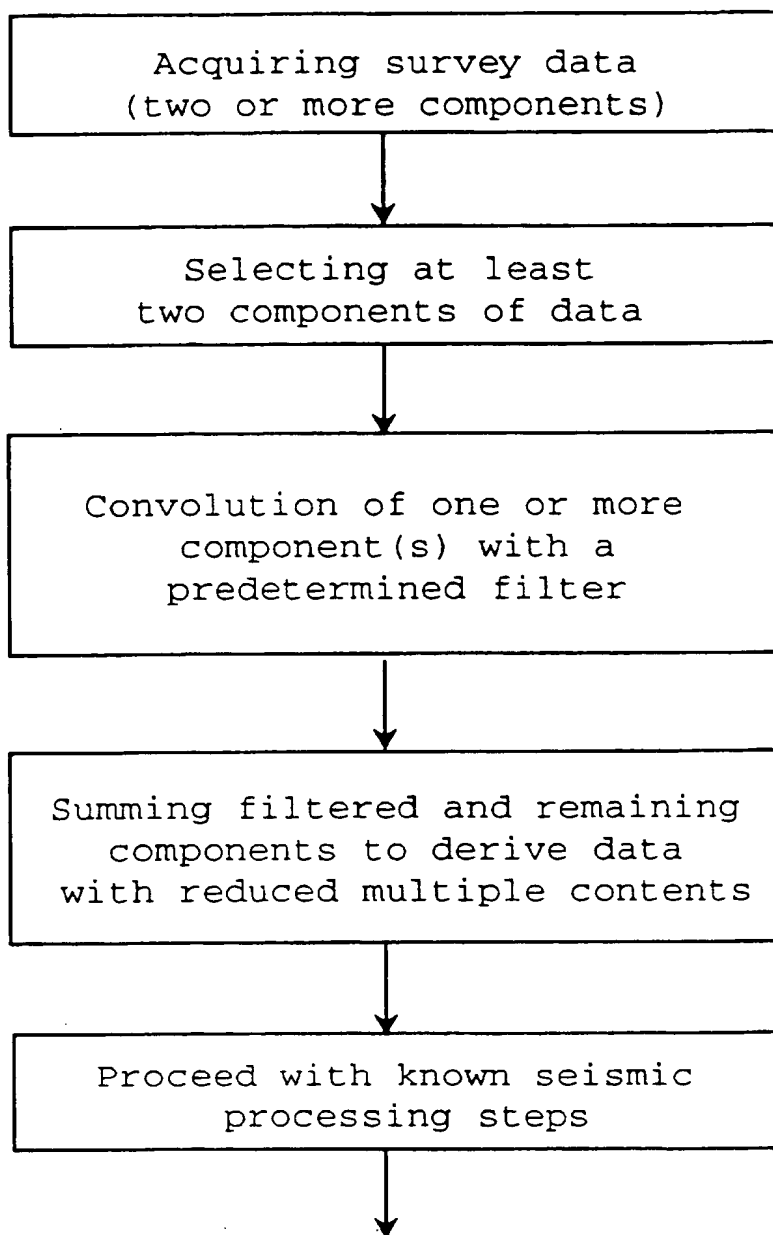 Acquiring survey data
(two or more components)
Selecting at least
two components of data
Convolution of one or more
component(s) with a
predetermined filter
Summing filtered and remaining
components to derive data
with reduced multiple contents
Proceed with known seismic
processing steps